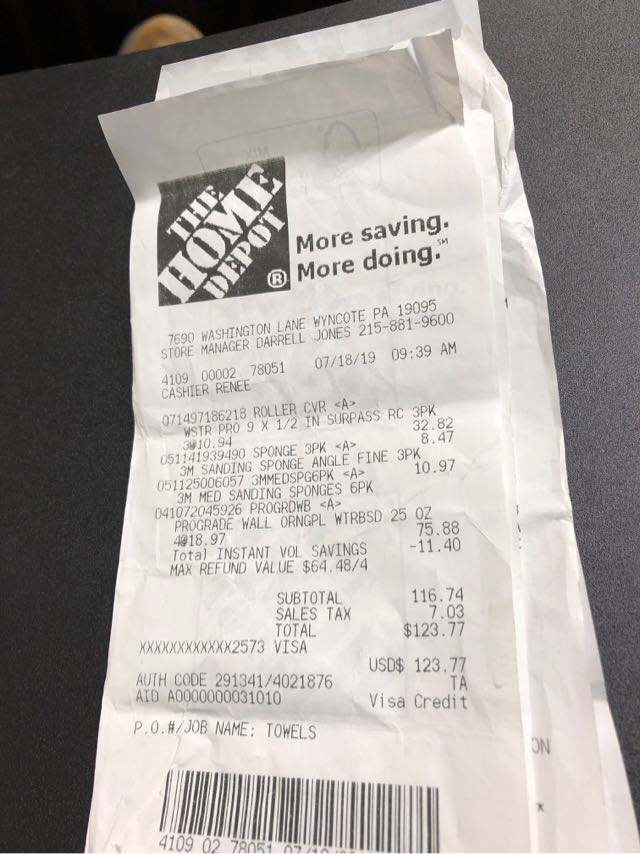 THE
HOME
DEPOT
®
More saving.
More doing.℠
7690 WASHINGTON LANE WYNCOTE PA 19095
STORE MANAGER DARRELL JONES 215-881-9600
4109 00002 78051 07/18/19 09:39 AM
CASHIER RENEE
071497186218 ROLLER CVR <A>
WSTR PRO 9 X 1/2 IN SURPASS RC 3PK
3@10.94 32.82
051141939490 SPONGE 3PK <A> 8.47
3M SANDING SPONGE ANGLE FINE 3PK
051125006057 3MMEDSPG6PK <A> 10.97
3M MED SANDING SPONGES 6PK
041072045926 PROGRDWB <A>
PROGRADE WALL ORNGPL WTRBSD 25 OZ
4@18.97 75.88
Total INSTANT VOL SAVINGS -11.40
MAX REFUND VALUE $64.48/4
SUBTOTAL 116.74
SALES TAX 7.03
TOTAL $123.77
XXXXXXXXXXXX2573 VISA
USD$ 123.77
AUTH CODE 291341/4021876 TA
AID A0000000031010 Visa Credit
P.O.#/JOB NAME: TOWELS
4109 02 78051
ON
*